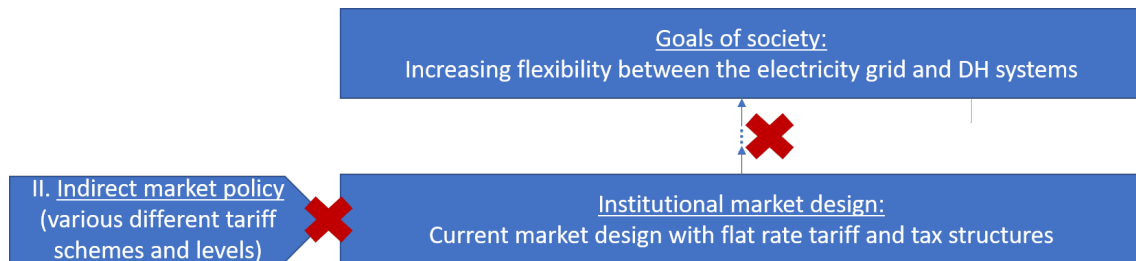 Goals of society:
Increasing flexibility between the electricity grid and DH systems
II. Indirect market policy
(various different tariff
schemes and levels)
Institutional market design:
Current market design with flat rate tariff and tax structures